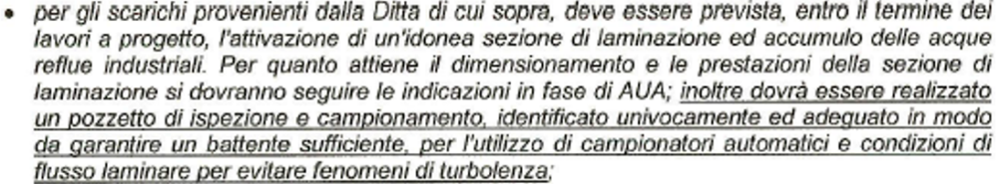 • per gli scarichi provenienti dalla Ditta di cui sopra, deve essere prevista, entro il termine dei
lavori a progetto, l'attivazione di un'idonea sezione di laminazione ed accumulo delle acque
reflue industriali. Per quanto attiene il dimensionamento e le prestazioni della sezione di
laminazione si dovranno seguire le indicazioni in fase di AUA; inoltre dovrà essere realizzato
un pozzetto di ispezione e campionamento, identificato univocamente ed adeguato in modo
da garantire un battente sufficiente, per l'utilizzo di campionatori automatici e condizioni di
flusso laminare per evitare fenomeni di turbolenza;